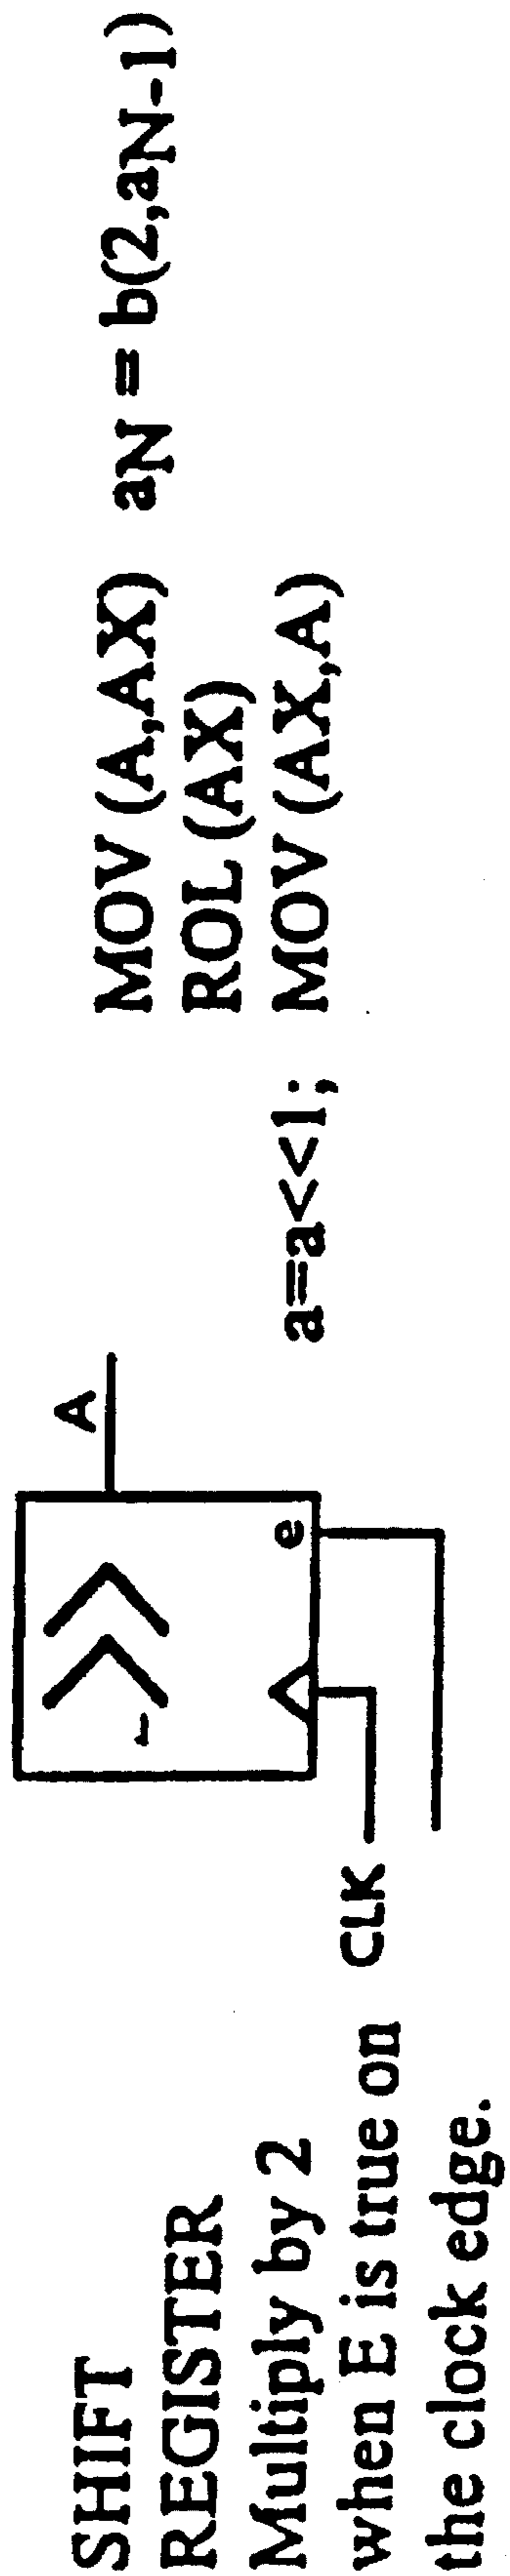 SHIFT
REGISTER
Multiply by 2
when E is true on
the clock edge.
A
e
CLK
a=a<<1;
MOV (A,AX)
ROL (AX)
MOV (AX,A)
aN = b(2,aN-1)